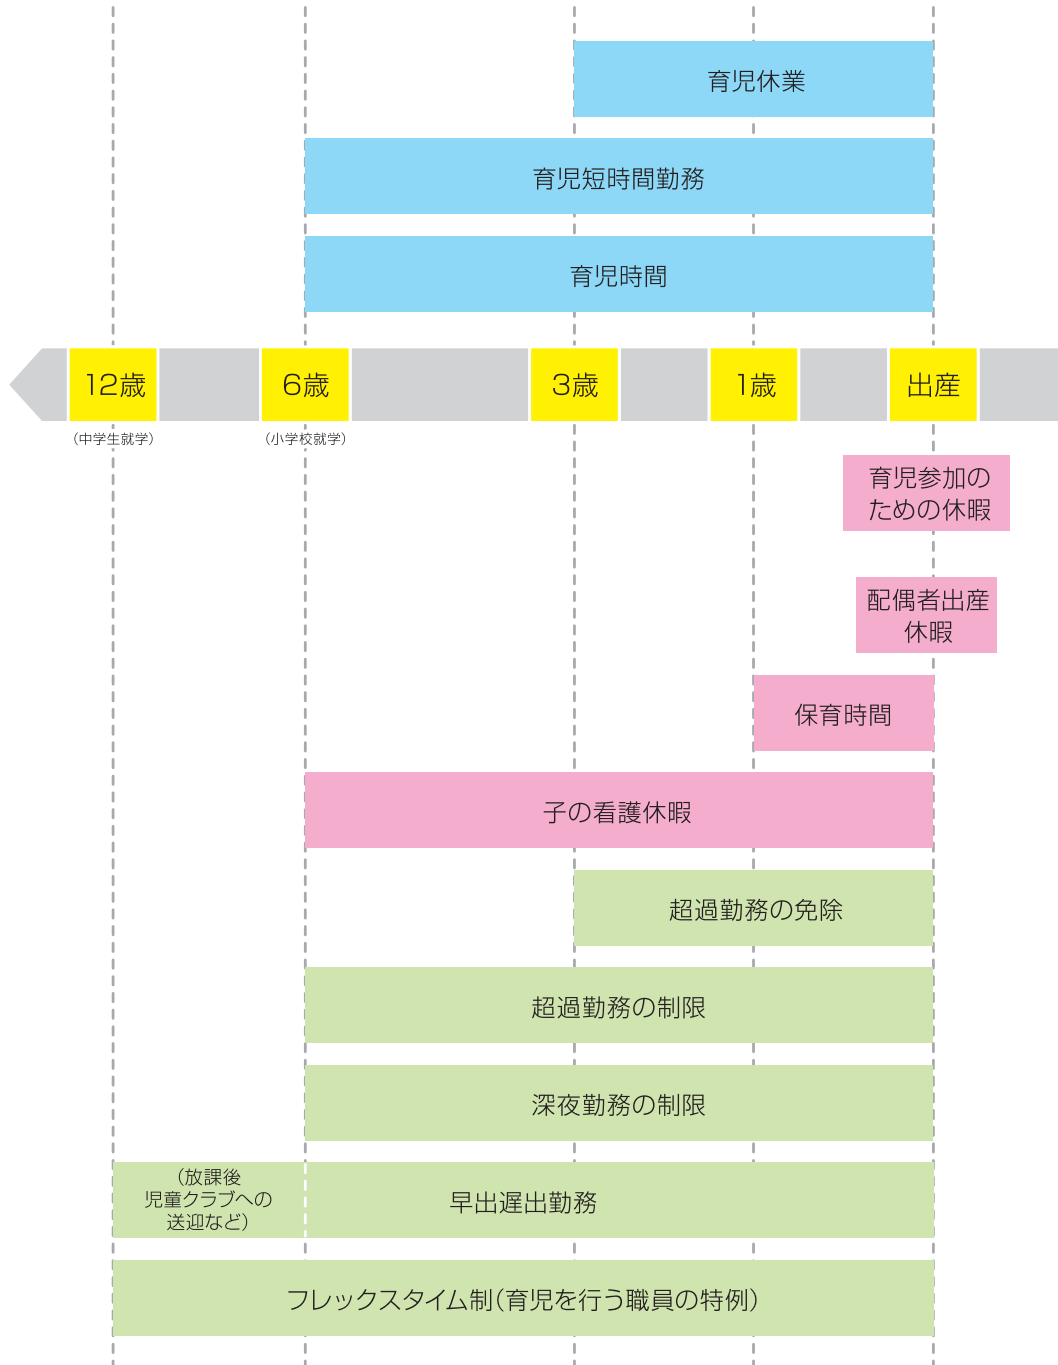 育児休業
育児短時間勤務
育児時間
12歳
6歳
3歳
1歳
出産
（中学生就学）
（小学校就学）
育児参加の
ための休暇
配偶者出産
休暇
保育時間
子の看護休暇
超過勤務の免除
超過勤務の制限
深夜勤務の制限
（放課後
児童クラブへの
送迎など）
早出遅出勤務
フレックスタイム制（育児を行う職員の特例）